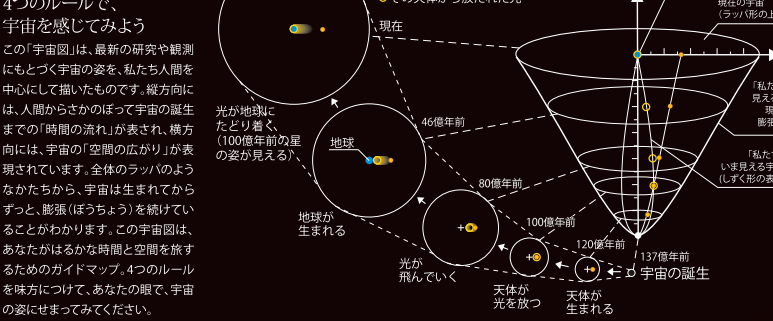 4つのルールで、
宇宙を感じてみよう
この「宇宙図」は、最新の研究や観測
にもとづく宇宙の姿を、私たち人間を
中心にして描いたものです。縦方向に
は、人間からさかのぼって宇宙の誕生
までの「時間の流れ」が表され、横方
向には、宇宙の「空間の広がり」が表
現されています。全体のラッパのよう
なかたちから、宇宙は生まれてから
ずっと、膨張（ぼうちょう）を続けてい
ることがわかります。この宇宙図は、
あなたがはるかな時間と空間を旅す
るためのガイドマップ。4つのルール
を味方につけて、あなたの眼で、宇宙
の姿にせまってみてください。
現在
光が地球に
たどり着く、
（100億年前の星
の姿が見える）
地球
46億年前
地球が
生まれる
80億年前
光が
飛んでいく
100億年前
天体が
光を放つ
120億年前
天体が
生まれる
137億年前
宇宙の誕生
現在の宇宙
（ラッパ形の上
「私た
見える
現
膨張
「私た
いま見える宇
（しずく形の表